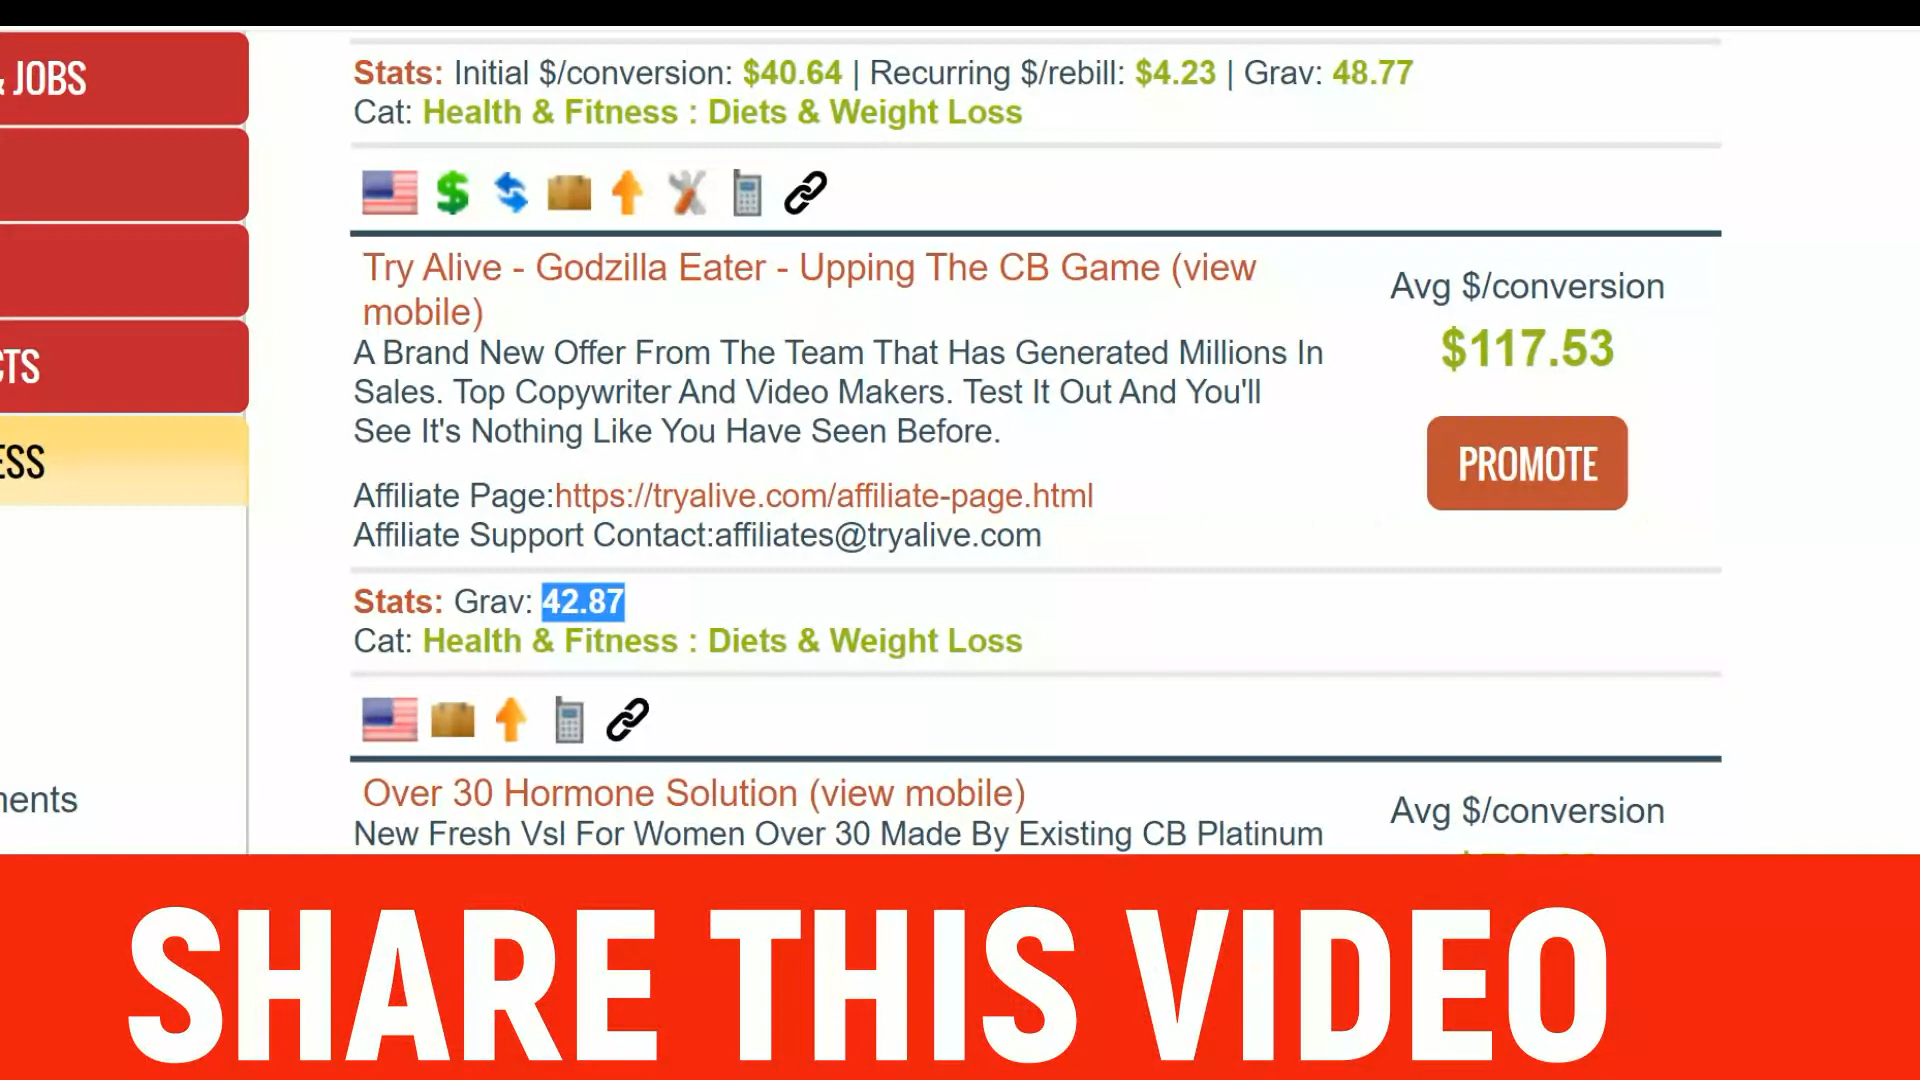 & JOBS
CTS
ESS
ments
Stats: Initial $/conversion: $40.64 | Recurring $/rebill: $4.23 | Grav: 48.77
Cat: Health & Fitness : Diets & Weight Loss
Try Alive - Godzilla Eater - Upping The CB Game (view
mobile)
A Brand New Offer From The Team That Has Generated Millions In
Sales. Top Copywriter And Video Makers. Test It Out And You'll
See It's Nothing Like You Have Seen Before.
Affiliate Page:https://tryalive.com/affiliate-page.html
Affiliate Support Contact:affiliates@tryalive.com
Avg $/conversion
$117.53
PROMOTE
Stats: Grav: 42.87
Cat: Health & Fitness : Diets & Weight Loss
Over 30 Hormone Solution (view mobile)
New Fresh Vsl For Women Over 30 Made By Existing CB Platinum
Avg $/conversion
SHARE THIS VIDEO